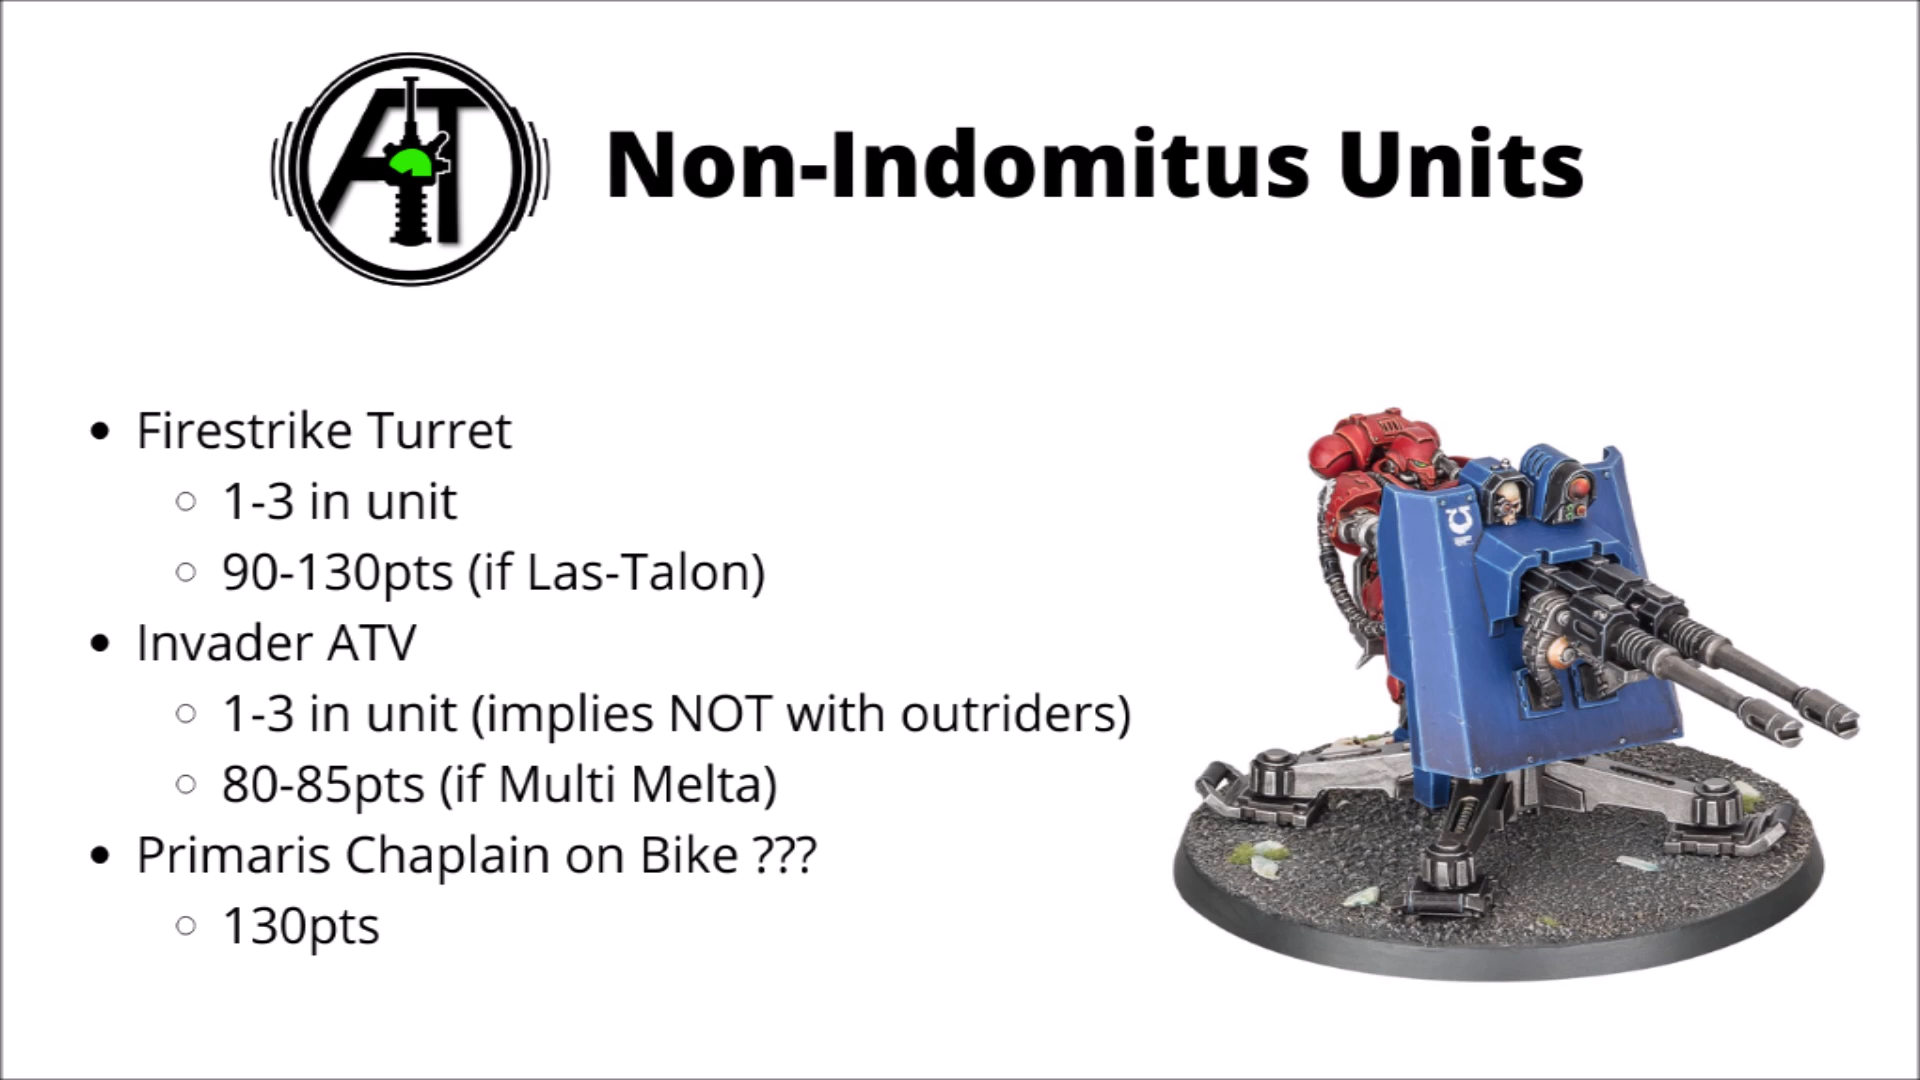 AT
Non-Indomitus Units
Firestrike Turret
1-3 in unit
90-130pts (if Las-Talon)
Invader ATV
1-3 in unit (implies NOT with outriders)
80-85pts (if Multi Melta)
Primaris Chaplain on Bike ???
130pts